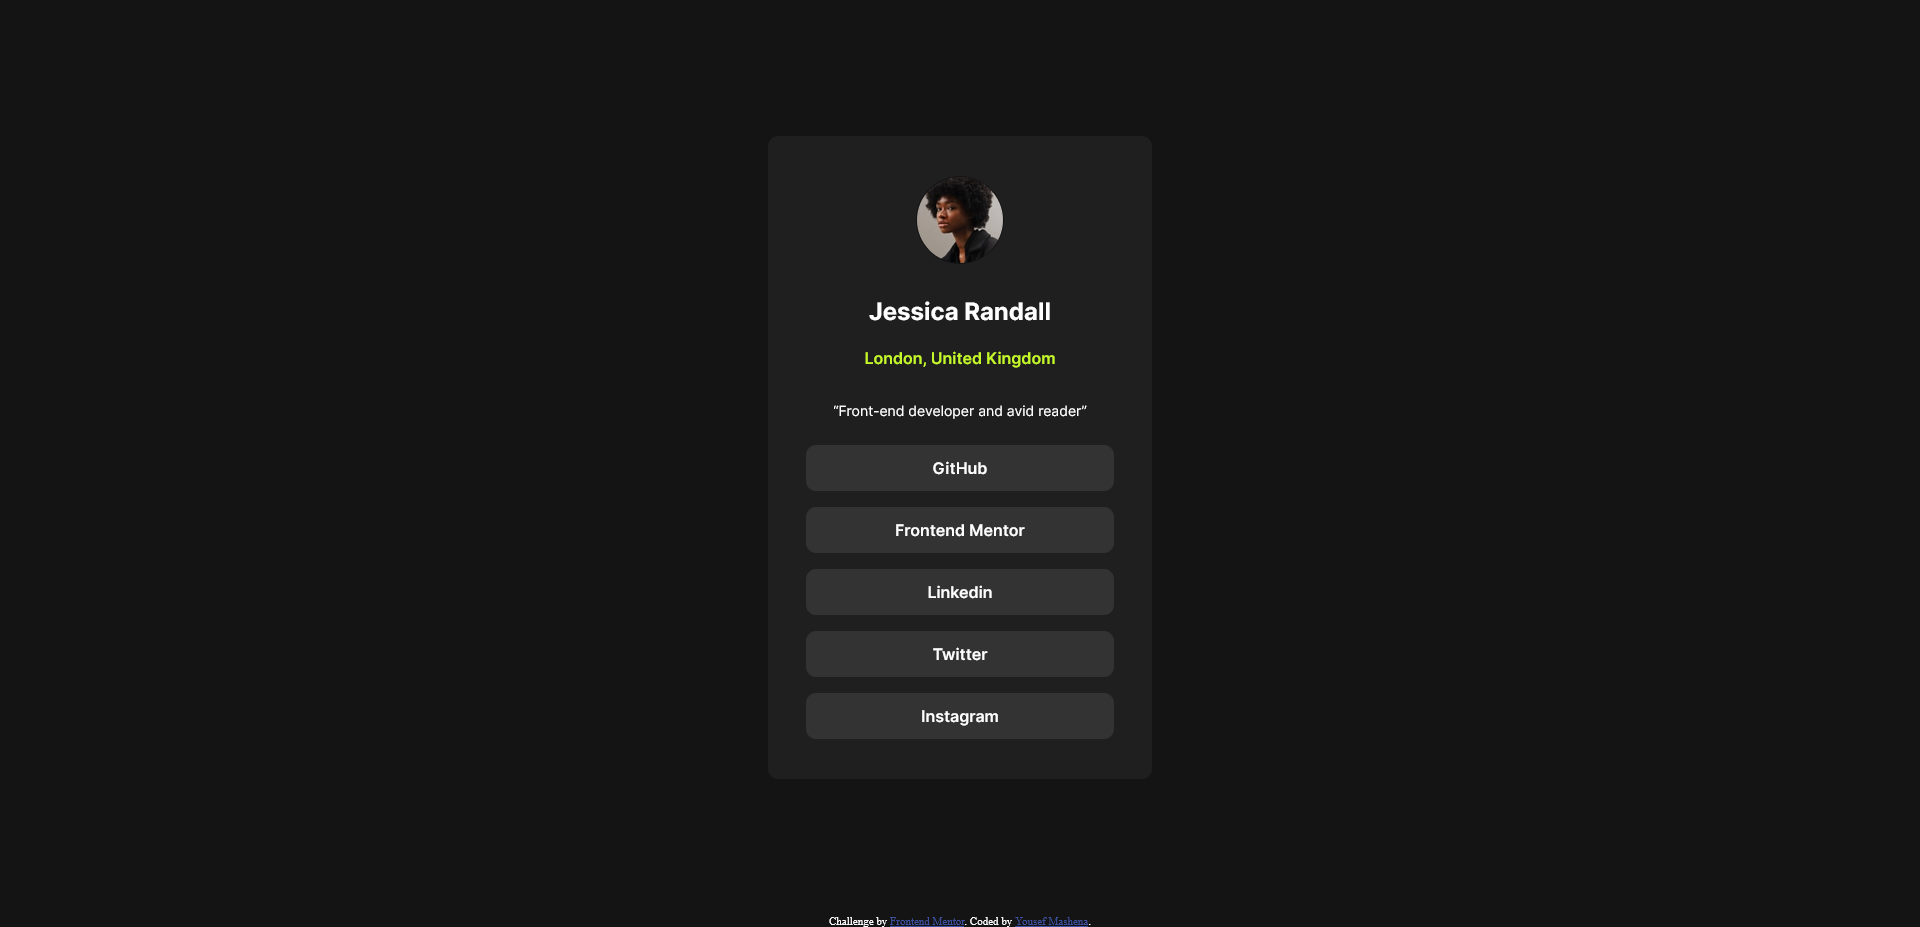 Jessica Randall
London, United Kingdom
“Front-end developer and avid reader”
GitHub
Frontend Mentor
Linkedin
Twitter
Instagram
Challenge by Frontend Mentor. Coded by Yousef Mashena.